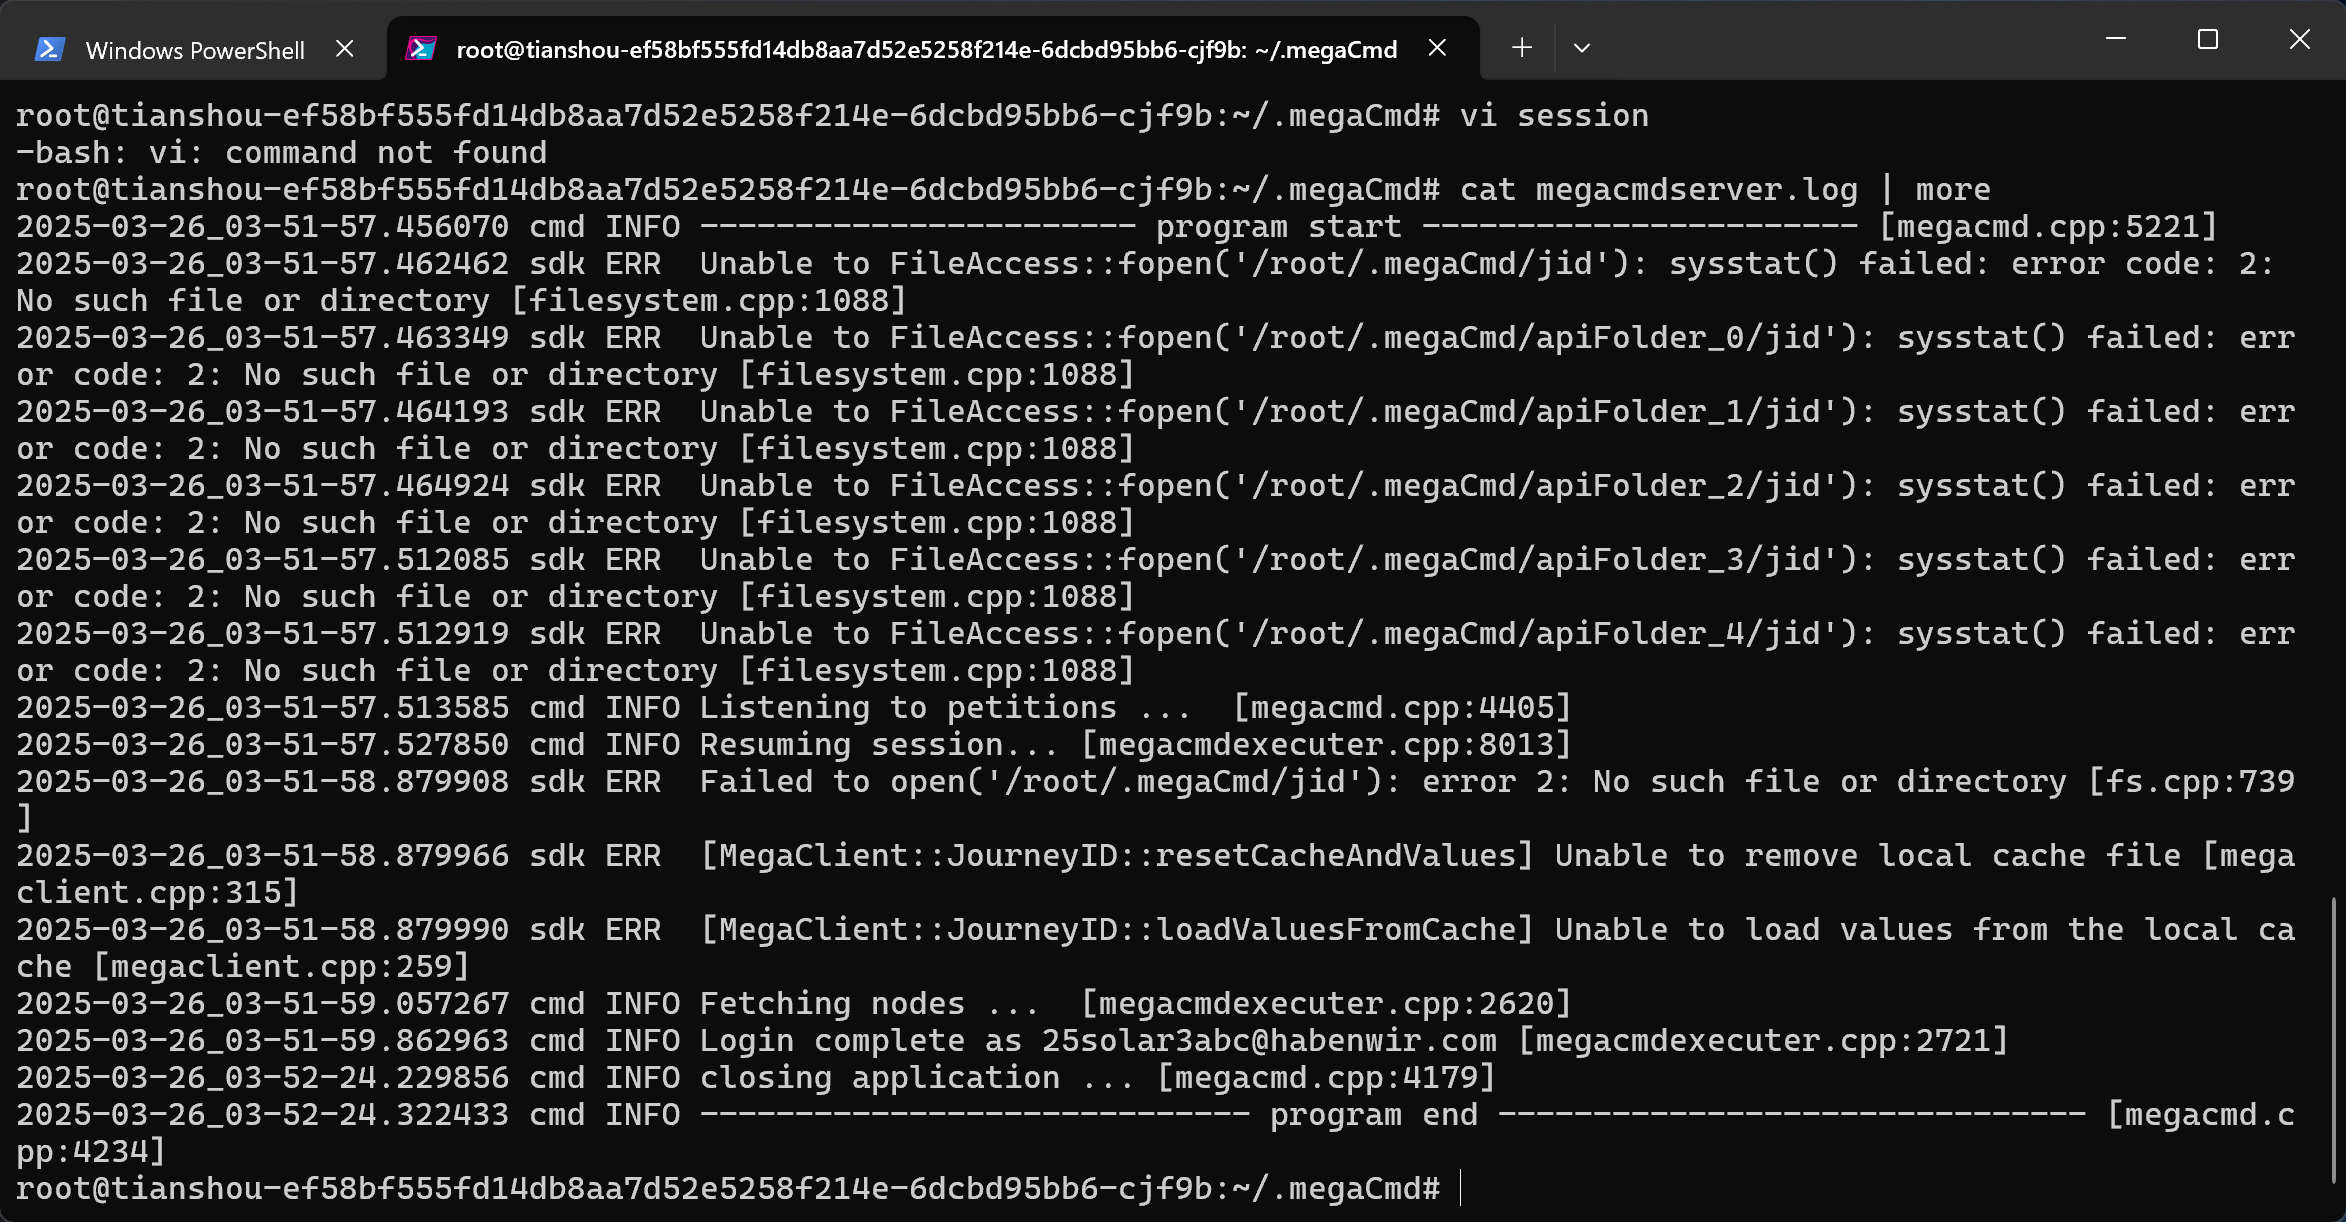 Windows PowerShell
root@tianshou-ef58bf555fd14db8aa7d52e5258f214e-6dcbd95bb6-cjf9b: ~/.megaCmd
root@tianshou-ef58bf555fd14db8aa7d52e5258f214e-6dcbd95bb6-cjf9b:~/.megaCmd# vi session
-bash: vi: command not found
root@tianshou-ef58bf555fd14db8aa7d52e5258f214e-6dcbd95bb6-cjf9b:~/.megaCmd# cat megacmdserver.log | more
2025-03-26_03-51-57.456070 cmd INFO ----------------------- program start ----------------------- [megacmd.cpp:5221]
2025-03-26_03-51-57.462462 sdk ERR  Unable to FileAccess::fopen('/root/.megaCmd/jid'): sysstat() failed: error code: 2:
No such file or directory [filesystem.cpp:1088]
2025-03-26_03-51-57.463349 sdk ERR  Unable to FileAccess::fopen('/root/.megaCmd/apiFolder_0/jid'): sysstat() failed: err
or code: 2: No such file or directory [filesystem.cpp:1088]
2025-03-26_03-51-57.464193 sdk ERR  Unable to FileAccess::fopen('/root/.megaCmd/apiFolder_1/jid'): sysstat() failed: err
or code: 2: No such file or directory [filesystem.cpp:1088]
2025-03-26_03-51-57.464924 sdk ERR  Unable to FileAccess::fopen('/root/.megaCmd/apiFolder_2/jid'): sysstat() failed: err
or code: 2: No such file or directory [filesystem.cpp:1088]
2025-03-26_03-51-57.512085 sdk ERR  Unable to FileAccess::fopen('/root/.megaCmd/apiFolder_3/jid'): sysstat() failed: err
or code: 2: No such file or directory [filesystem.cpp:1088]
2025-03-26_03-51-57.512919 sdk ERR  Unable to FileAccess::fopen('/root/.megaCmd/apiFolder_4/jid'): sysstat() failed: err
or code: 2: No such file or directory [filesystem.cpp:1088]
2025-03-26_03-51-57.513585 cmd INFO Listening to petitions ...  [megacmd.cpp:4405]
2025-03-26_03-51-57.527850 cmd INFO Resuming session... [megacmdexecuter.cpp:8013]
2025-03-26_03-51-58.879908 sdk ERR  Failed to open('/root/.megaCmd/jid'): error 2: No such file or directory [fs.cpp:739
]
2025-03-26_03-51-58.879966 sdk ERR  [MegaClient::JourneyID::resetCacheAndValues] Unable to remove local cache file [mega
client.cpp:315]
2025-03-26_03-51-58.879990 sdk ERR  [MegaClient::JourneyID::loadValuesFromCache] Unable to load values from the local ca
che [megaclient.cpp:259]
2025-03-26_03-51-59.057267 cmd INFO Fetching nodes ...  [megacmdexecuter.cpp:2620]
2025-03-26_03-51-59.862963 cmd INFO Login complete as 25solar3abc@habenwir.com [megacmdexecuter.cpp:2721]
2025-03-26_03-52-24.229856 cmd INFO closing application ... [megacmd.cpp:4179]
2025-03-26_03-52-24.322433 cmd INFO ----------------------------- program end ------------------------------- [megacmd.c
pp:4234]
root@tianshou-ef58bf555fd14db8aa7d52e5258f214e-6dcbd95bb6-cjf9b:~/.megaCmd#